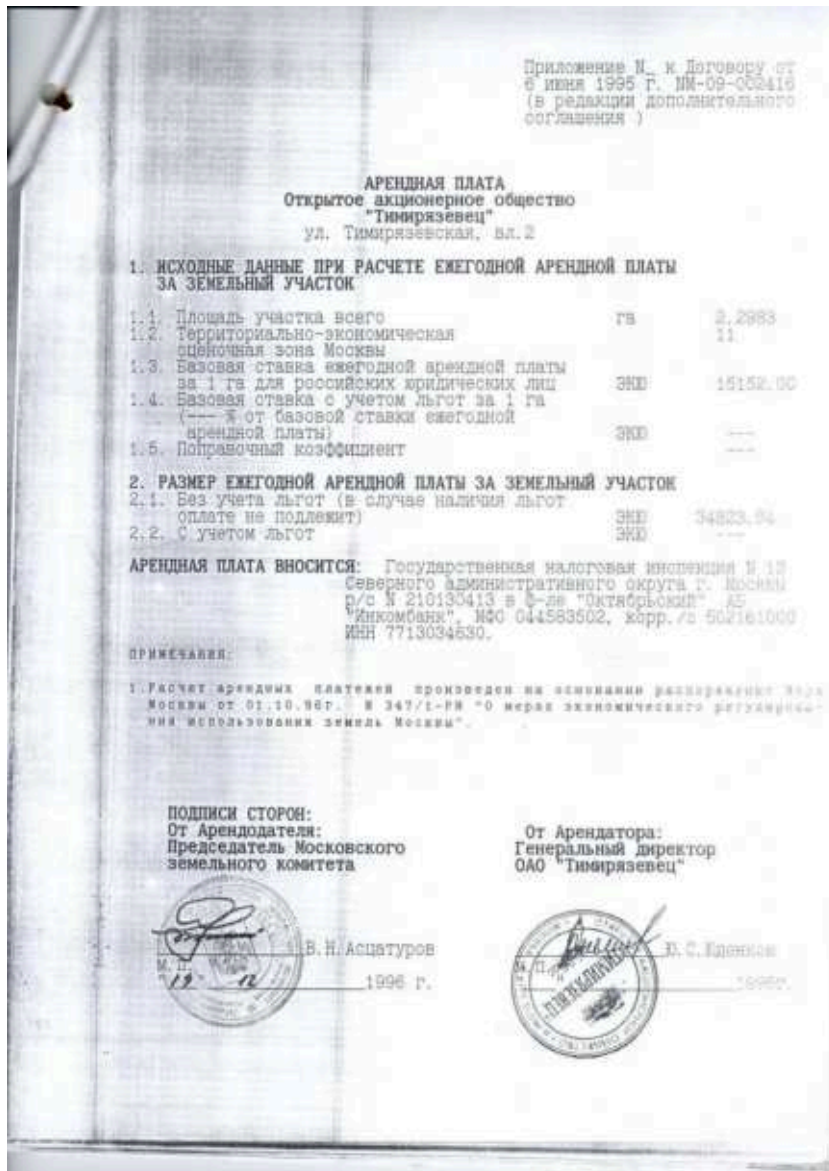 Приложение N_ к Договору от
6 июня 1995 г. NМ-09-002416
(в редакции дополнительного
соглашения )
АРЕНДНАЯ ПЛАТА
Открытое акционерное общество
"Тимирязевец"
ул. Тимирязевская, вл.2
1. ИСХОДНЫЕ ДАННЫЕ ПРИ РАСЧЕТЕ ЕЖЕГОДНОЙ АРЕНДНОЙ ПЛАТЫ
ЗА ЗЕМЕЛЬНЫЙ УЧАСТОК
1.1. Площадь участка всего га 2.2983
1.2. Территориально-экономическая 11
оценочная зона Москвы
1.3. Базовая ставка ежегодной арендной платы
за 1 га для российских юридических лиц ЭКЮ 15152.00
1.4. Базовая ставка с учетом льгот за 1 га
(--- % от базовой ставки ежегодной
арендной платы) ЭКЮ ---
1.5. Поправочный коэффициент ---
2. РАЗМЕР ЕЖЕГОДНОЙ АРЕНДНОЙ ПЛАТЫ ЗА ЗЕМЕЛЬНЫЙ УЧАСТОК
2.1. Без учета льгот (в случае наличия льгот
оплате не подлежит) ЭКЮ 34823.94
2.2. С учетом льгот ЭКЮ ---
АРЕНДНАЯ ПЛАТА ВНОСИТСЯ: Государственная налоговая инспекция N 13
Северного административного округа г. Москвы
р/с N 210130413 в ф-ле "Октябрьский" АБ
"Инкомбанк", МФО 044583502, корр./с 502161000
ИНН 7713034630.
ПРИМЕЧАНИЯ:
1.Расчет арендных платежей произведен на основании распоряжения Мэра
Москвы от 01.10.96г. N 347/1-РМ "О мерах экономического регулирова-
ния использования земель Москвы".
ПОДПИСИ СТОРОН:
От Арендодателя:
Председатель Московского
земельного комитета
От Арендатора:
Генеральный директор
ОАО "Тимирязевец"
В.Н.Асцатуров
М.П.
"19" 12 1996 г.
Ю.С.
М.П.
1996г.